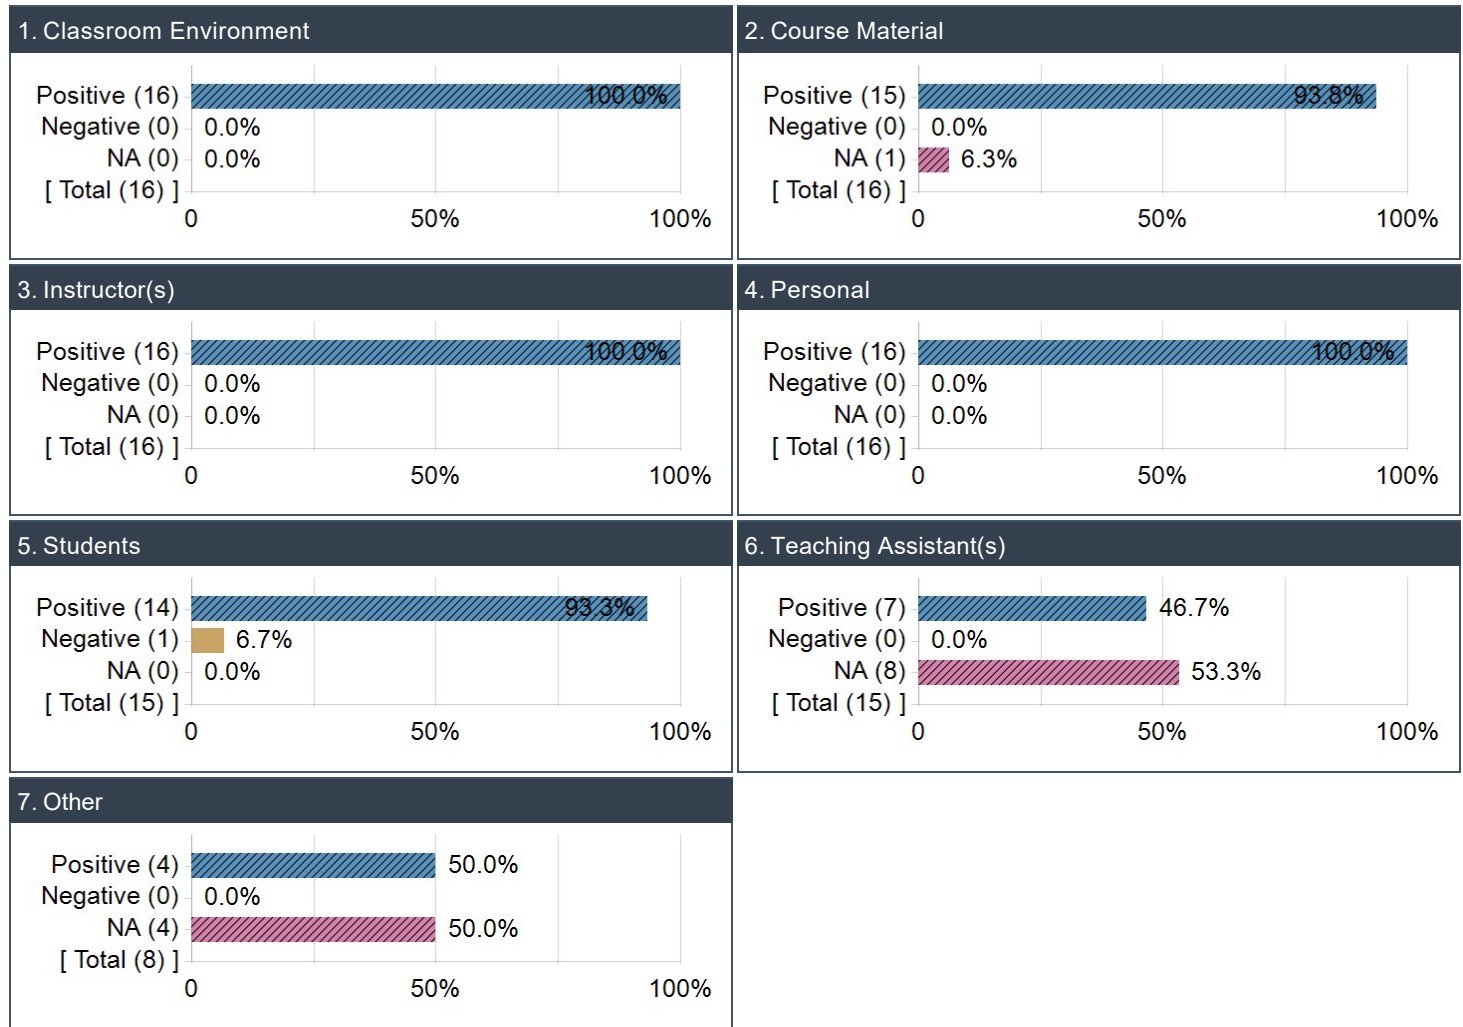 1. Classroom Environment
Positive (16) 100.0%
Negative (0) 0.0%
NA (0) 0.0%
[ Total (16) ]
0 50% 100%
2. Course Material
Positive (15) 93.8%
Negative (0) 0.0%
NA (1) 6.3%
[ Total (16) ]
0 50% 100%
3. Instructor(s)
Positive (16) 100.0%
Negative (0) 0.0%
NA (0) 0.0%
[ Total (16) ]
0 50% 100%
4. Personal
Positive (16) 100.0%
Negative (0) 0.0%
NA (0) 0.0%
[ Total (16) ]
0 50% 100%
5. Students
Positive (14) 93.3%
Negative (1) 6.7%
NA (0) 0.0%
[ Total (15) ]
0 50% 100%
6. Teaching Assistant(s)
Positive (7) 46.7%
Negative (0) 0.0%
NA (8) 53.3%
[ Total (15) ]
0 50% 100%
7. Other
Positive (4) 50.0%
Negative (0) 0.0%
NA (4) 50.0%
[ Total (8) ]
0 50% 100%